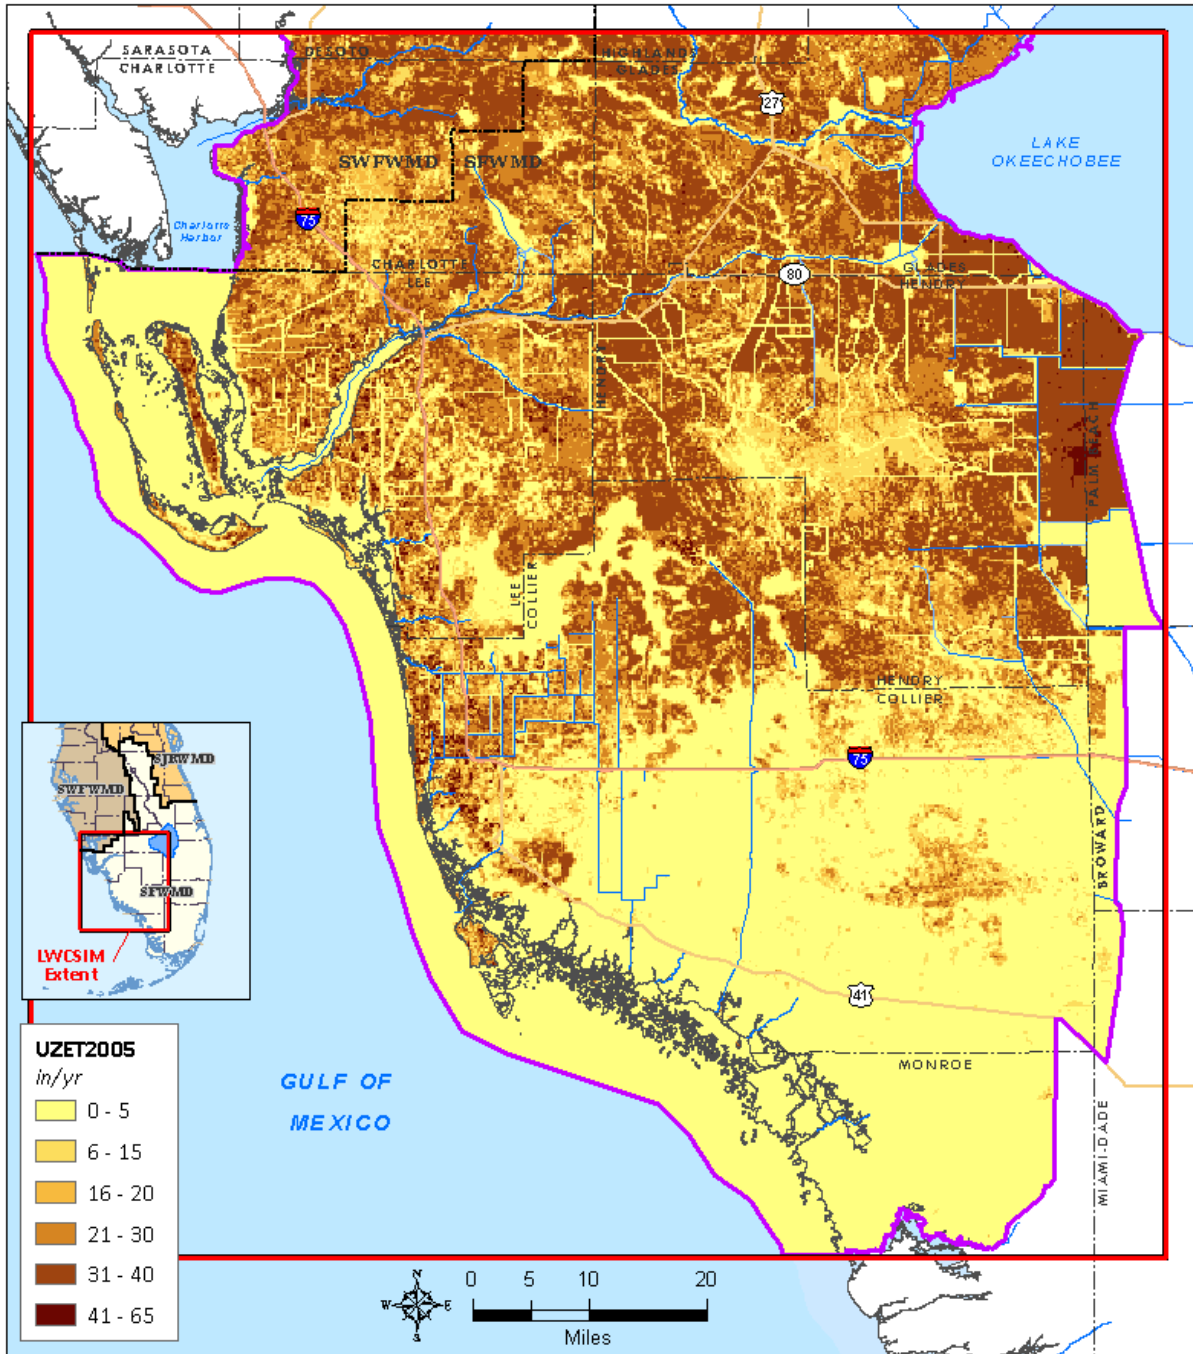 SARASOTA
CHARLOTTE
DESOTO
HIGHLANDS
GLADES
27
LAKE
OKEECHOBEE
SWFWMD
SFWMD
75
Charlotte
Harbor
CHARLOTTE
LEE
80
GLADES
HENDRY
HENDRY
PALM BEACH
LEE
COLLIER
HENDRY
COLLIER
75
SJRWMD
SWFWMD
SFWMD
LWCSIM
Extent
BROWARD
41
MONROE
MIAMI-DADE
GULF OF
MEXICO
UZET2005
in/yr
0 - 5
6 - 15
16 - 20
21 - 30
31 - 40
41 - 65
N
W
E
S
0 5 10 20
Miles